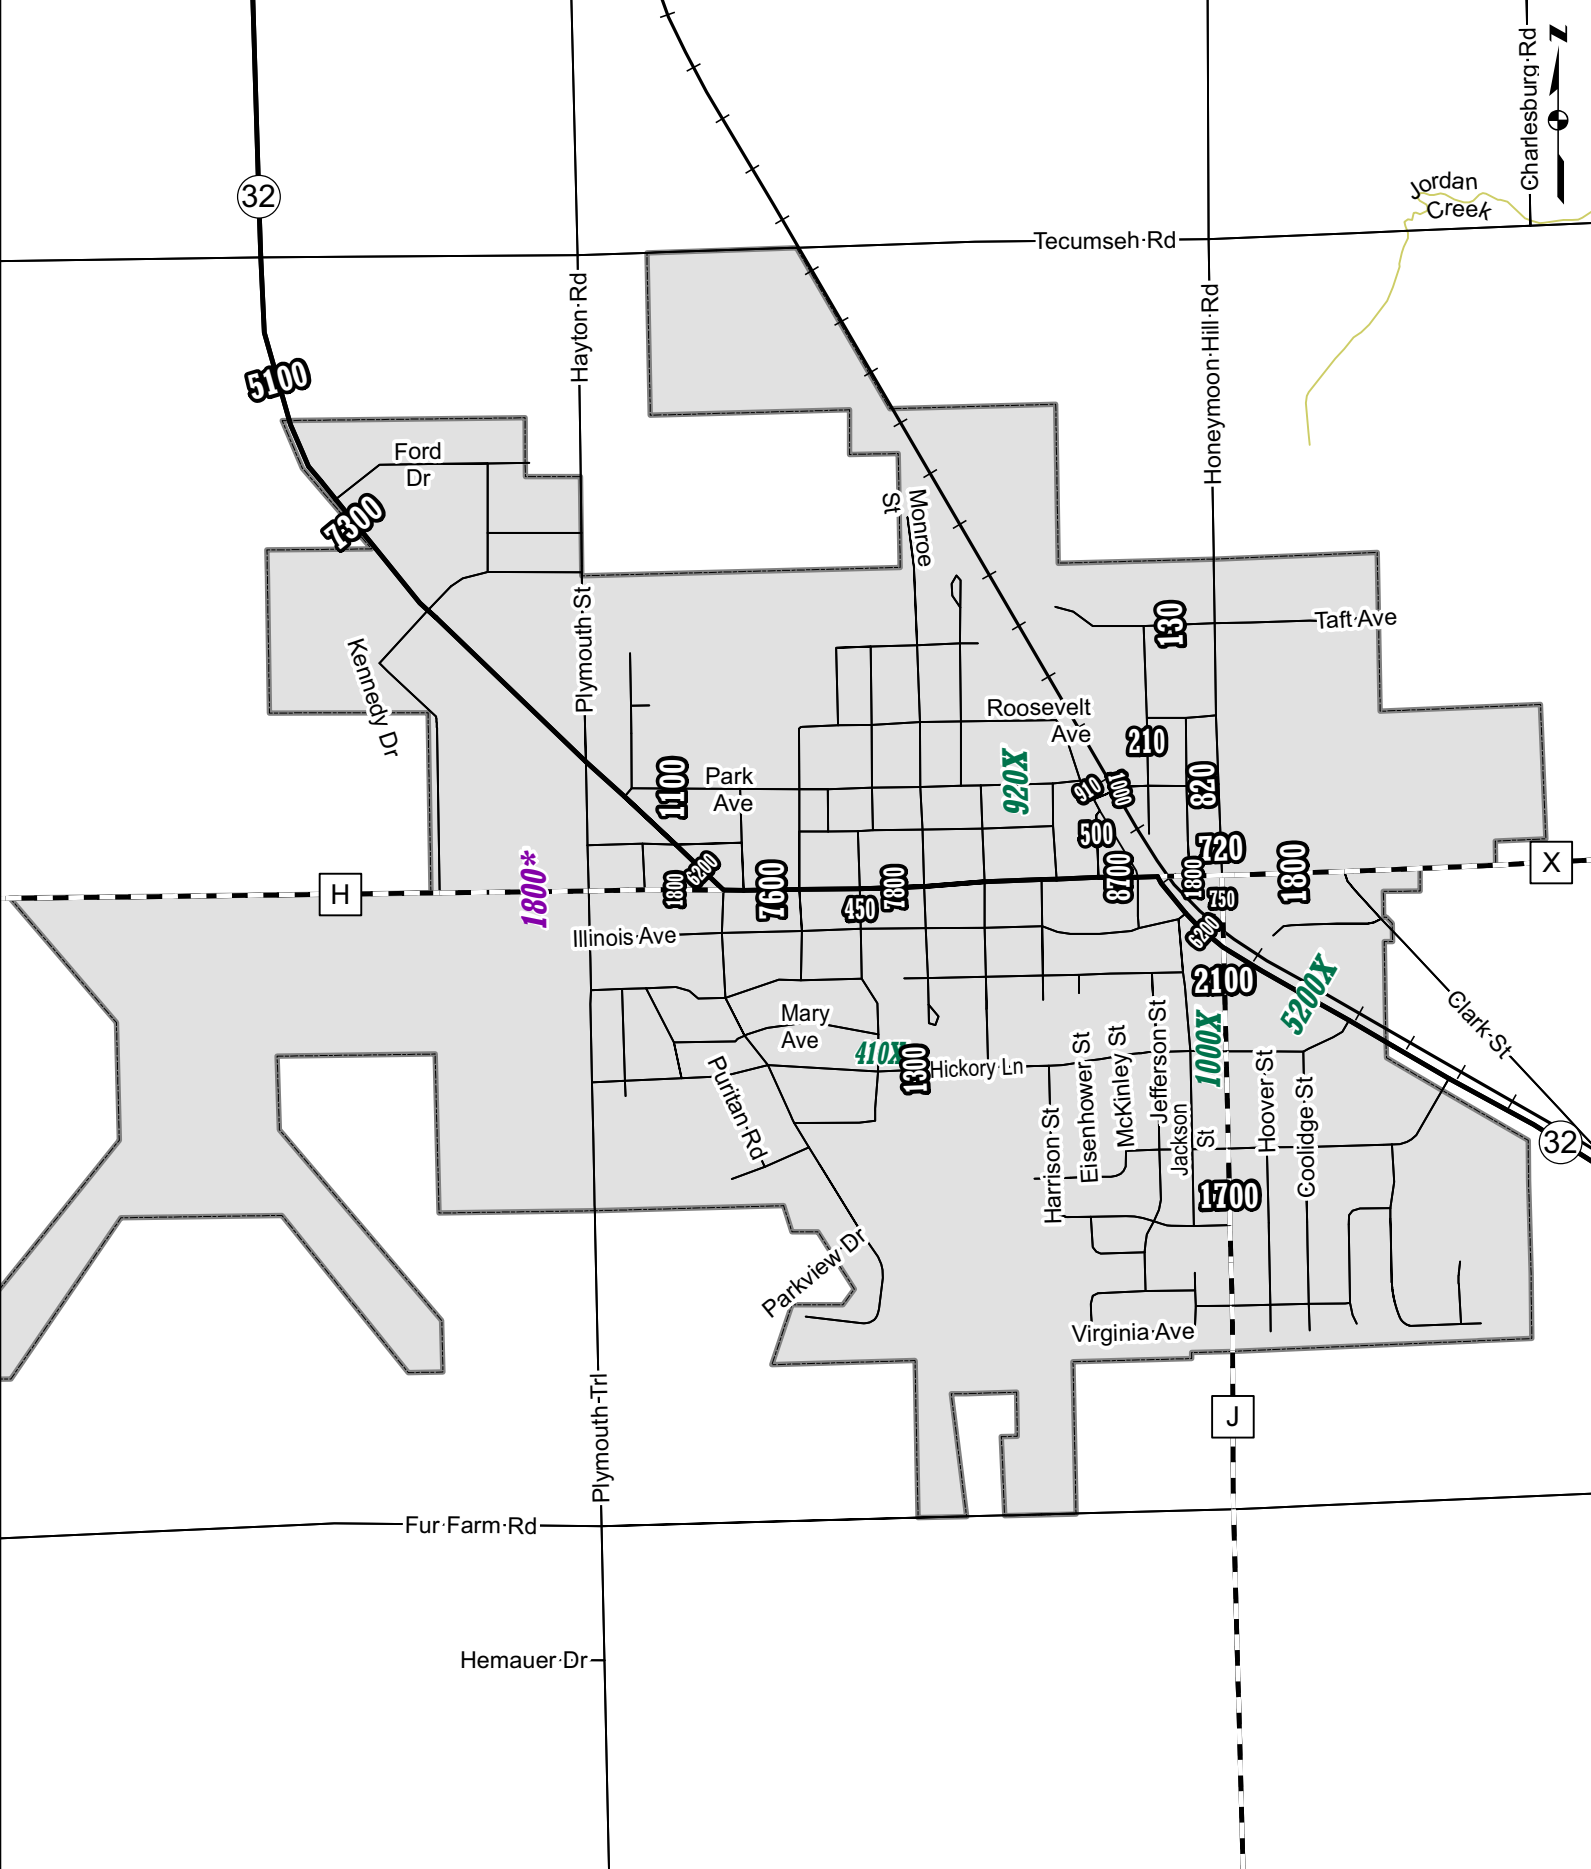 Charlesburg Rd
N
32
Jordan
Creek
Tecumseh Rd
Hayton Rd
Honeymoon Hill Rd
5100
Ford
Dr
7300
Monroe
St
Plymouth St
130
Taft Ave
Kennedy Dr
Roosevelt
Ave
210
1100
Park
Ave
920X
910
1000
820
500
720
H
1800*
1800
6200
7600
450
7800
8700
1800
750
1800
X
Illinois Ave
6200
2100
5200X
Mary
Ave
410X
1300
Hickory Ln
1000X
Clark St
Puritan Rd
Harrison St
Eisenhower St
McKinley St
Jefferson St
Jackson
St
Hoover St
Coolidge St
32
1700
Parkview Dr
Virginia Ave
Plymouth Trl
J
Fur Farm Rd
Hemauer Dr